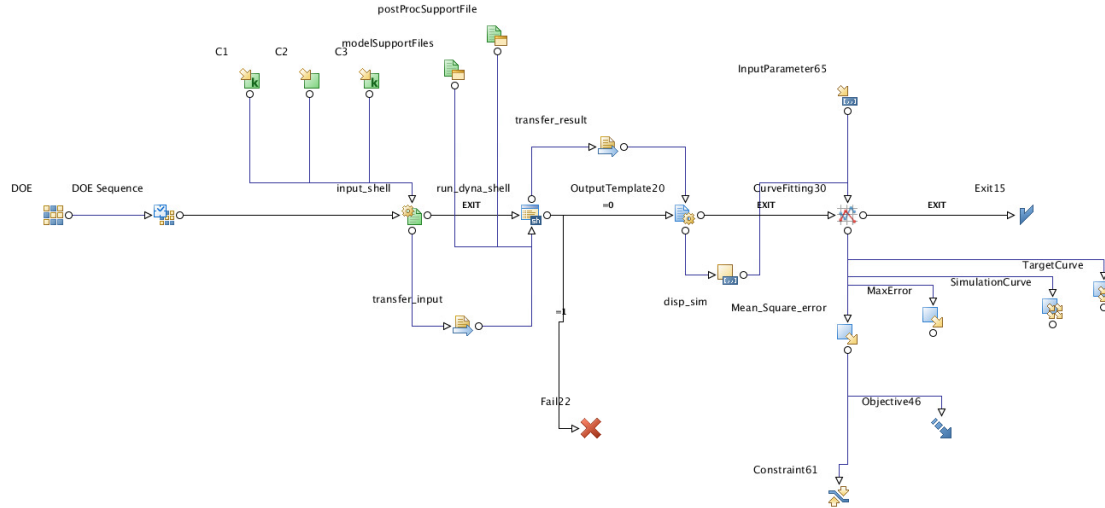 postProcSupportFile
modelSupportFiles
C1
C2
C3
InputParameter65
transfer_result
DOE
DOE Sequence
input_shell
run_dyna_shell
OutputTemplate20
CurveFitting30
Exit15
EXIT
=0
EXIT
EXIT
TargetCurve
SimulationCurve
MaxError
Mean_Square_error
disp_sim
transfer_input
=1
Fail22
Objective46
Constraint61